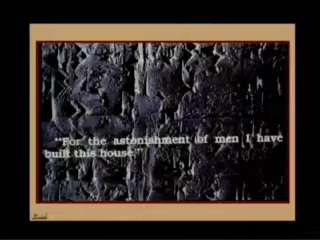 "For the astonishment of men I have
built this house."